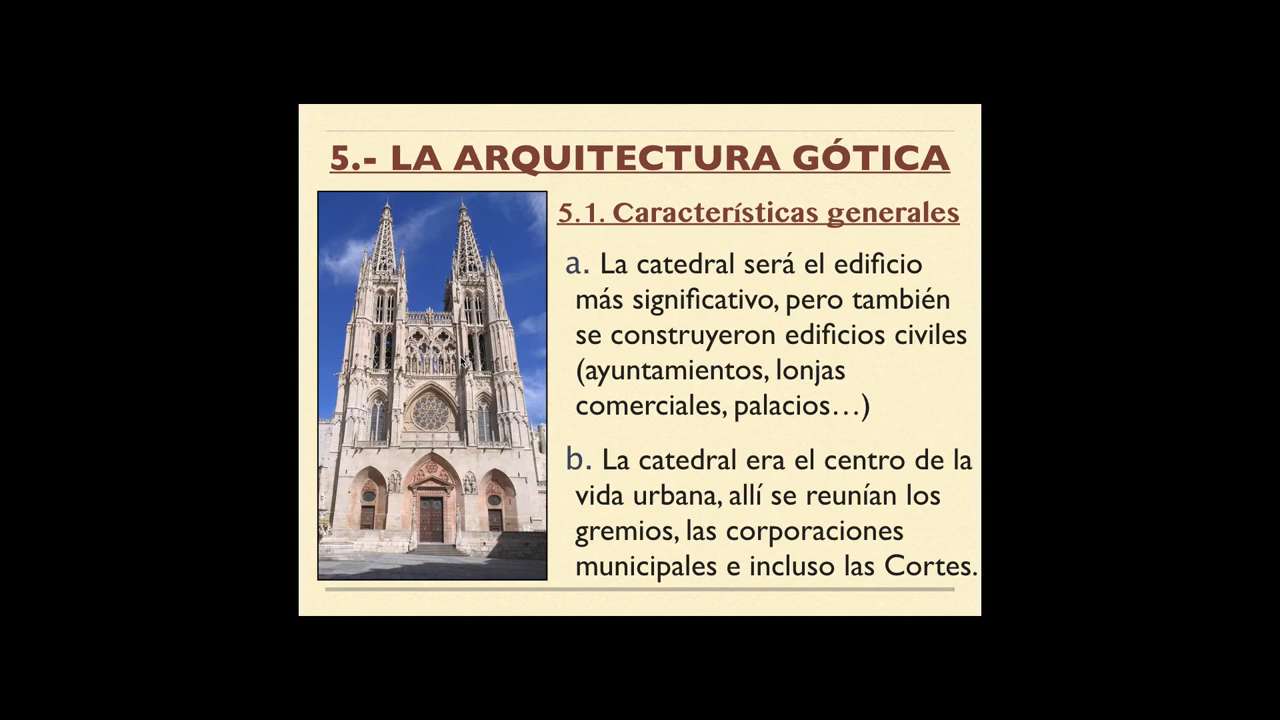 5.- LA ARQUITECTURA GÓTICA
5.1. Características generales
a. La catedral será el edificio
más significativo, pero también
se construyeron edificios civiles
(ayuntamientos, lonjas
comerciales, palacios…)
b. La catedral era el centro de la
vida urbana, allí se reunían los
gremios, las corporaciones
municipales e incluso las Cortes.